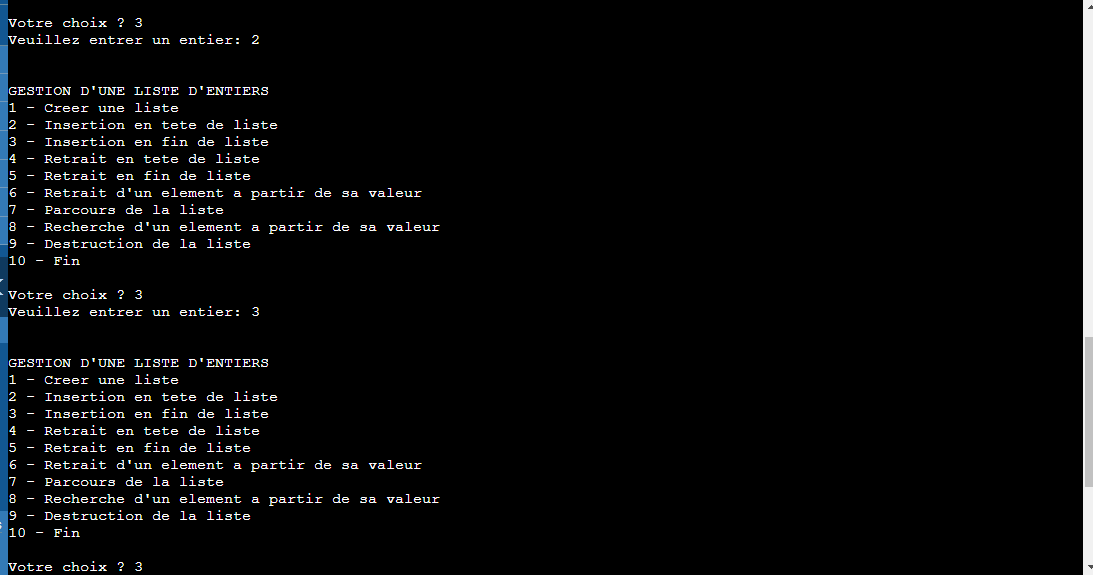 Votre choix ? 3
Veuillez entrer un entier: 2
GESTION D'UNE LISTE D'ENTIERS
1 - Creer une liste
2 - Insertion en tete de liste
3 - Insertion en fin de liste
4 - Retrait en tete de liste
5 - Retrait en fin de liste
6 - Retrait d'un element a partir de sa valeur
7 - Parcours de la liste
8 - Recherche d'un element a partir de sa valeur
9 - Destruction de la liste
10 - Fin
Votre choix ? 3
Veuillez entrer un entier: 3
GESTION D'UNE LISTE D'ENTIERS
1 - Creer une liste
2 - Insertion en tete de liste
3 - Insertion en fin de liste
4 - Retrait en tete de liste
5 - Retrait en fin de liste
6 - Retrait d'un element a partir de sa valeur
7 - Parcours de la liste
8 - Recherche d'un element a partir de sa valeur
9 - Destruction de la liste
10 - Fin
Votre choix ? 3